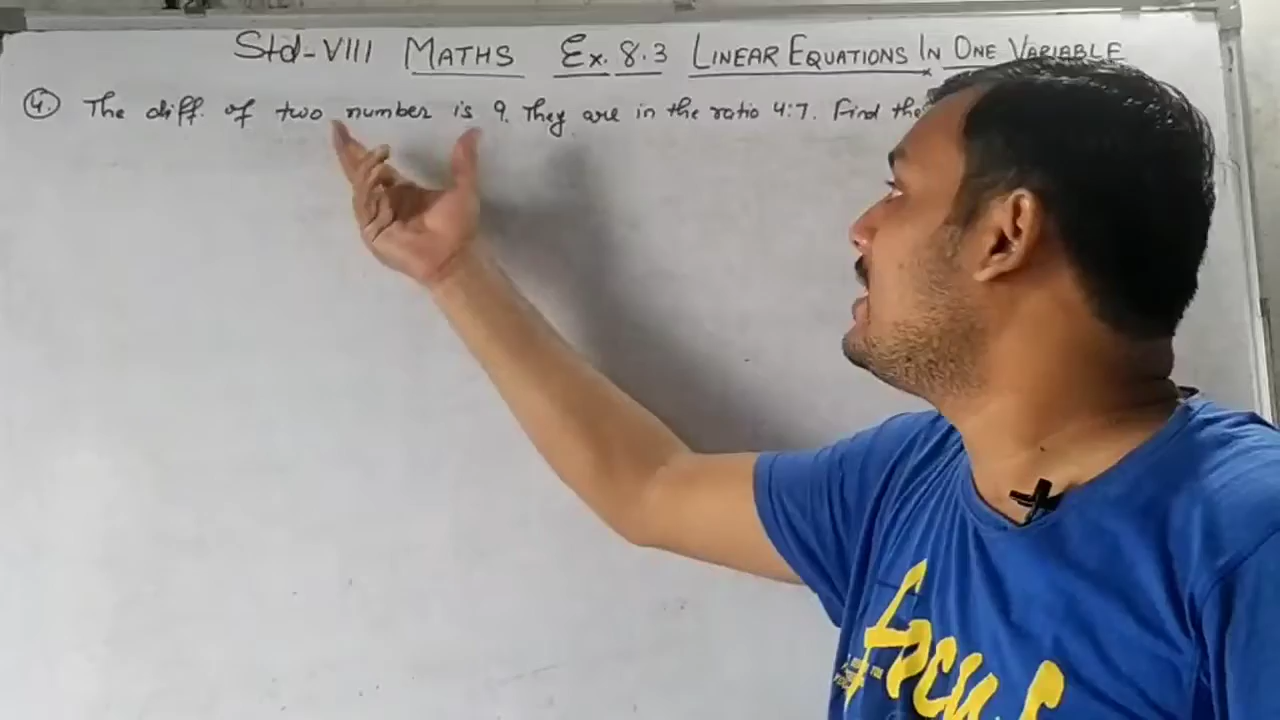 Std-VIII MATHS Ex. 8.3 LINEAR EQUATIONS IN ONE VARIABLE
4. The diff. of two number is 9. They are in the ratio 4:7. Find the